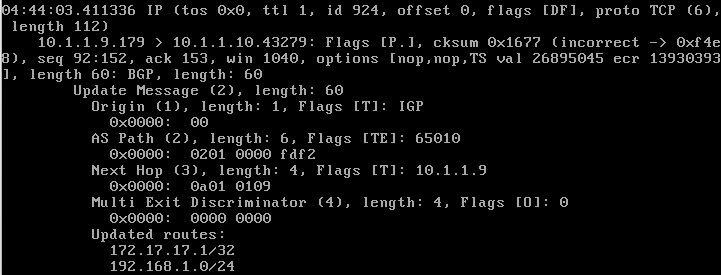 04:44:03.411336 IP (tos 0x0, ttl 1, id 924, offset 0, flags [DF], proto TCP (6),
 length 112)
    10.1.1.9.179 > 10.1.1.10.43279: Flags [P.], cksum 0x1677 (incorrect -> 0xf4e
8), seq 92:152, ack 153, win 1040, options [nop,nop,TS val 26895045 ecr 13930393
], length 60: BGP, length: 60
        Update Message (2), length: 60
          Origin (1), length: 1, Flags [T]: IGP
            0x0000:  00
          AS Path (2), length: 6, Flags [TE]: 65010
            0x0000:  0201 0000 fdf2
          Next Hop (3), length: 4, Flags [T]: 10.1.1.9
            0x0000:  0a01 0109
          Multi Exit Discriminator (4), length: 4, Flags [O]: 0
            0x0000:  0000 0000
          Updated routes:
            172.17.17.1/32
            192.168.1.0/24